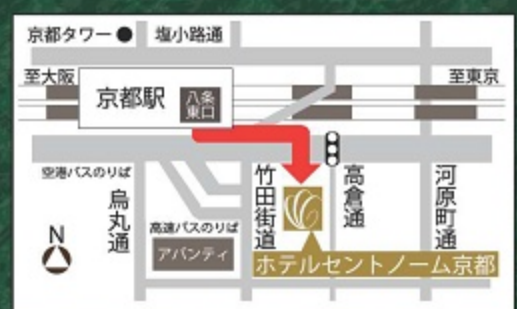 京都タワー
塩小路通
至大阪
京都駅
八条
東口
至東京
空港バスのりば
烏丸通
高速バスのりば
アバンティ
竹田街道
高倉通
河原町通
N
ホテルセントノーム京都